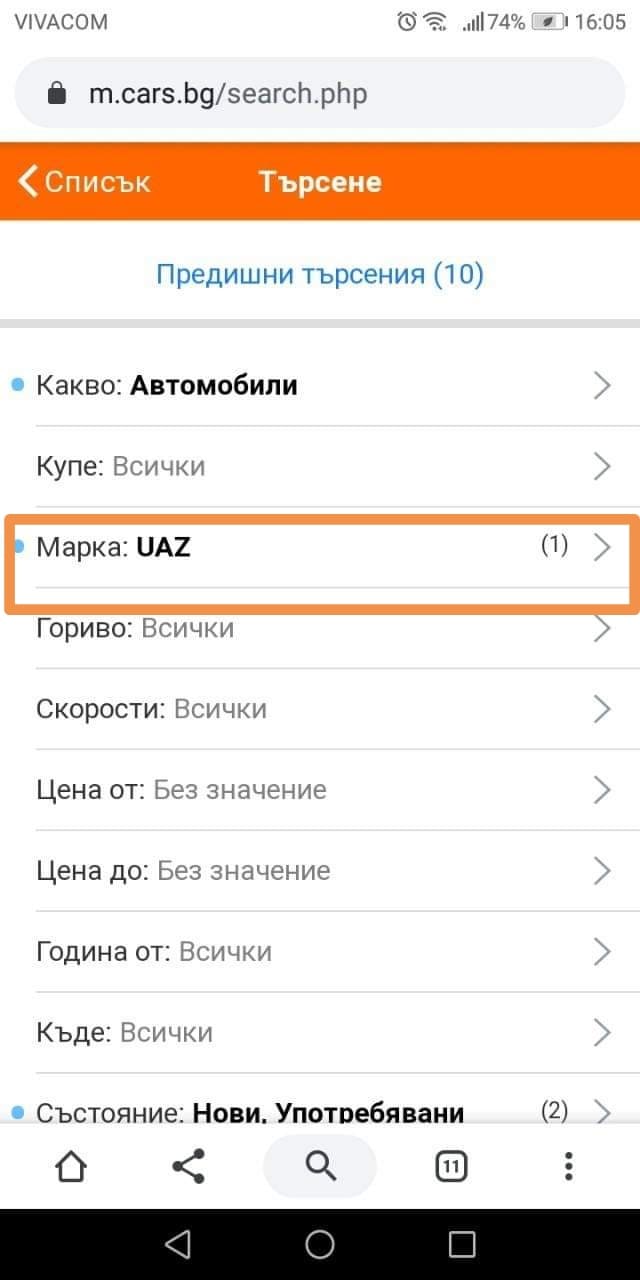 VIVACOM 74% 16:05
m.cars.bg/search.php
Списък Търсене
Предишни търсения (10)
Какво: Автомобили
Купе: Всички
Марка: UAZ (1)
Гориво: Всички
Скорости: Всички
Цена от: Без значение
Цена до: Без значение
Година от: Всички
Къде: Всички
Състояние: Нови, Употребявани (2)
11